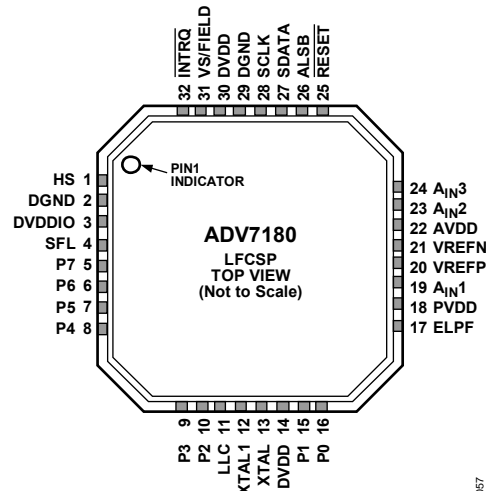 32 INTRQ
31 VS/FIELD
30 DVDD
29 DGND
28 SCLK
27 SDATA
26 ALSB
25 RESET
HS 1
DGND 2
DVDDIO 3
SFL 4
P7 5
P6 6
P5 7
P4 8
PIN1
INDICATOR
ADV7180
LFCSP
TOP VIEW
(Not to Scale)
24 AIN3
23 AIN2
22 AVDD
21 VREFN
20 VREFP
19 AIN1
18 PVDD
17 ELPF
P3 9
P2 10
LLC 11
XTAL1 12
XTAL 13
DVDD 14
P1 15
P0 16